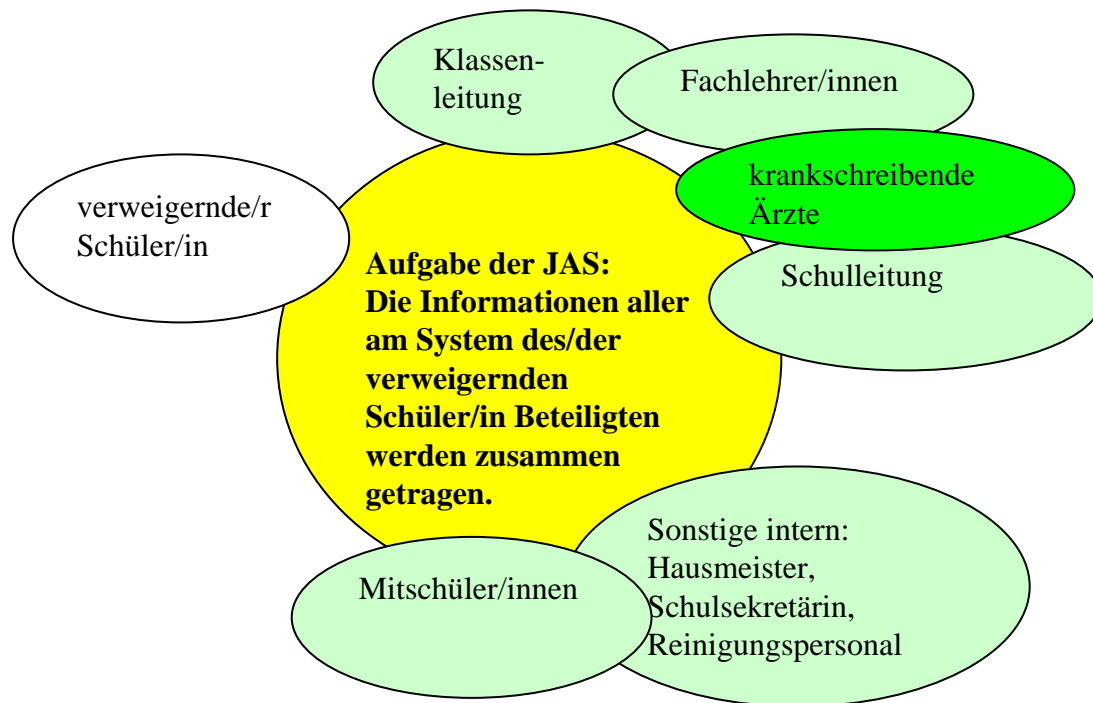 Klassen-
leitung
Fachlehrer/innen
krankschreibende
Ärzte
verweigernde/r
Schüler/in
Aufgabe der JAS:
Die Informationen aller
am System des/der
verweigernden
Schüler/in Beteiligten
werden zusammen
getragen.
Schulleitung
Sonstige intern:
Hausmeister,
Schulsekretärin,
Reinigungspersonal
Mitschüler/innen